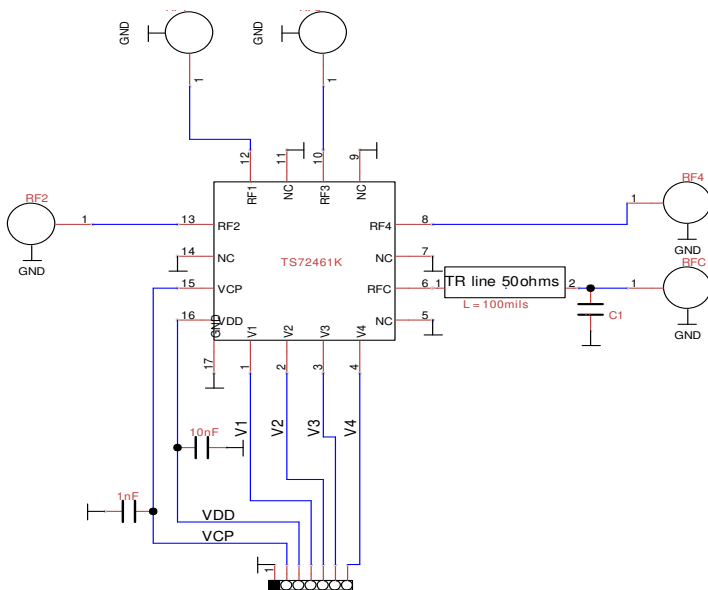 GND
GND
1
1
12
11
10
9
RF1
NC
RF3
NC
RF2
1
13
RF2
RF4
8
1
RF4
GND
GND
14
NC
TS72461K
NC
7
RFC
15
VCP
RFC
6
1
TR line 50ohms
2
1
L = 100mils
C1
GND
16
VDD
GND
V1
V2
V3
V4
NC
5
17
1
2
3
4
V1
V2
V3
V4
10nF
1nF
VDD
VCP
1